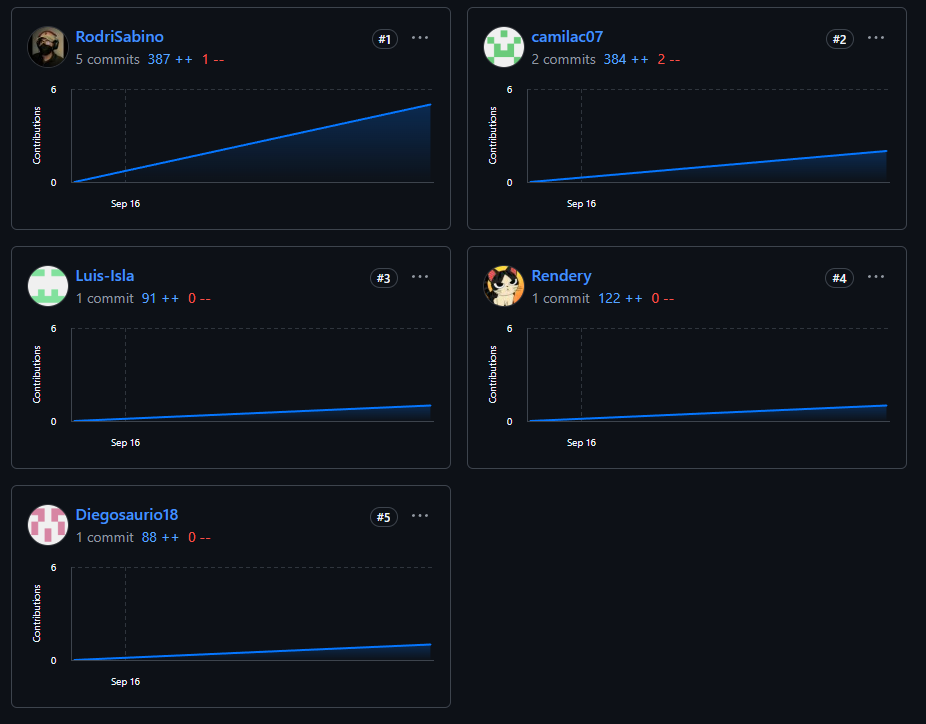 RodriSabino
#1
5 commits 387 ++ 1 --
6
Contributions
0
Sep 16
camilac07
#2
2 commits 384 ++ 2 --
6
Contributions
0
Sep 16
Luis-Isla
#3
1 commit 91 ++ 0 --
6
Contributions
0
Sep 16
Rendery
#4
1 commit 122 ++ 0 --
6
Contributions
0
Sep 16
Diegosaurio18
#5
1 commit 88 ++ 0 --
6
Contributions
0
Sep 16